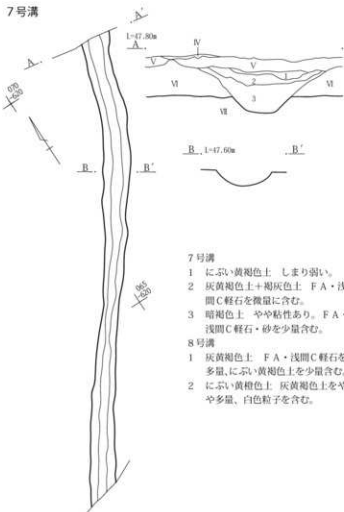 7号溝
A
A'
L=47.80m
A
IV
V
V
VI
1
2
3
VI
VII
070
-620
B
B'
B L=47.60m B'
065
-620
7号溝
1 にぶい黄褐色土 しまり弱い。
2 灰黄褐色土+褐灰色土 FA・浅
間C軽石を微量に含む。
3 暗褐色土 やや粘性あり。FA・
浅間C軽石・砂を少量含む。
8号溝
1 灰黄褐色土 FA・浅間C軽石を
多量、にぶい黄褐色土を少量含む。
2 にぶい黄橙色土 灰黄褐色土をや
や多量、白色粒子を含む。